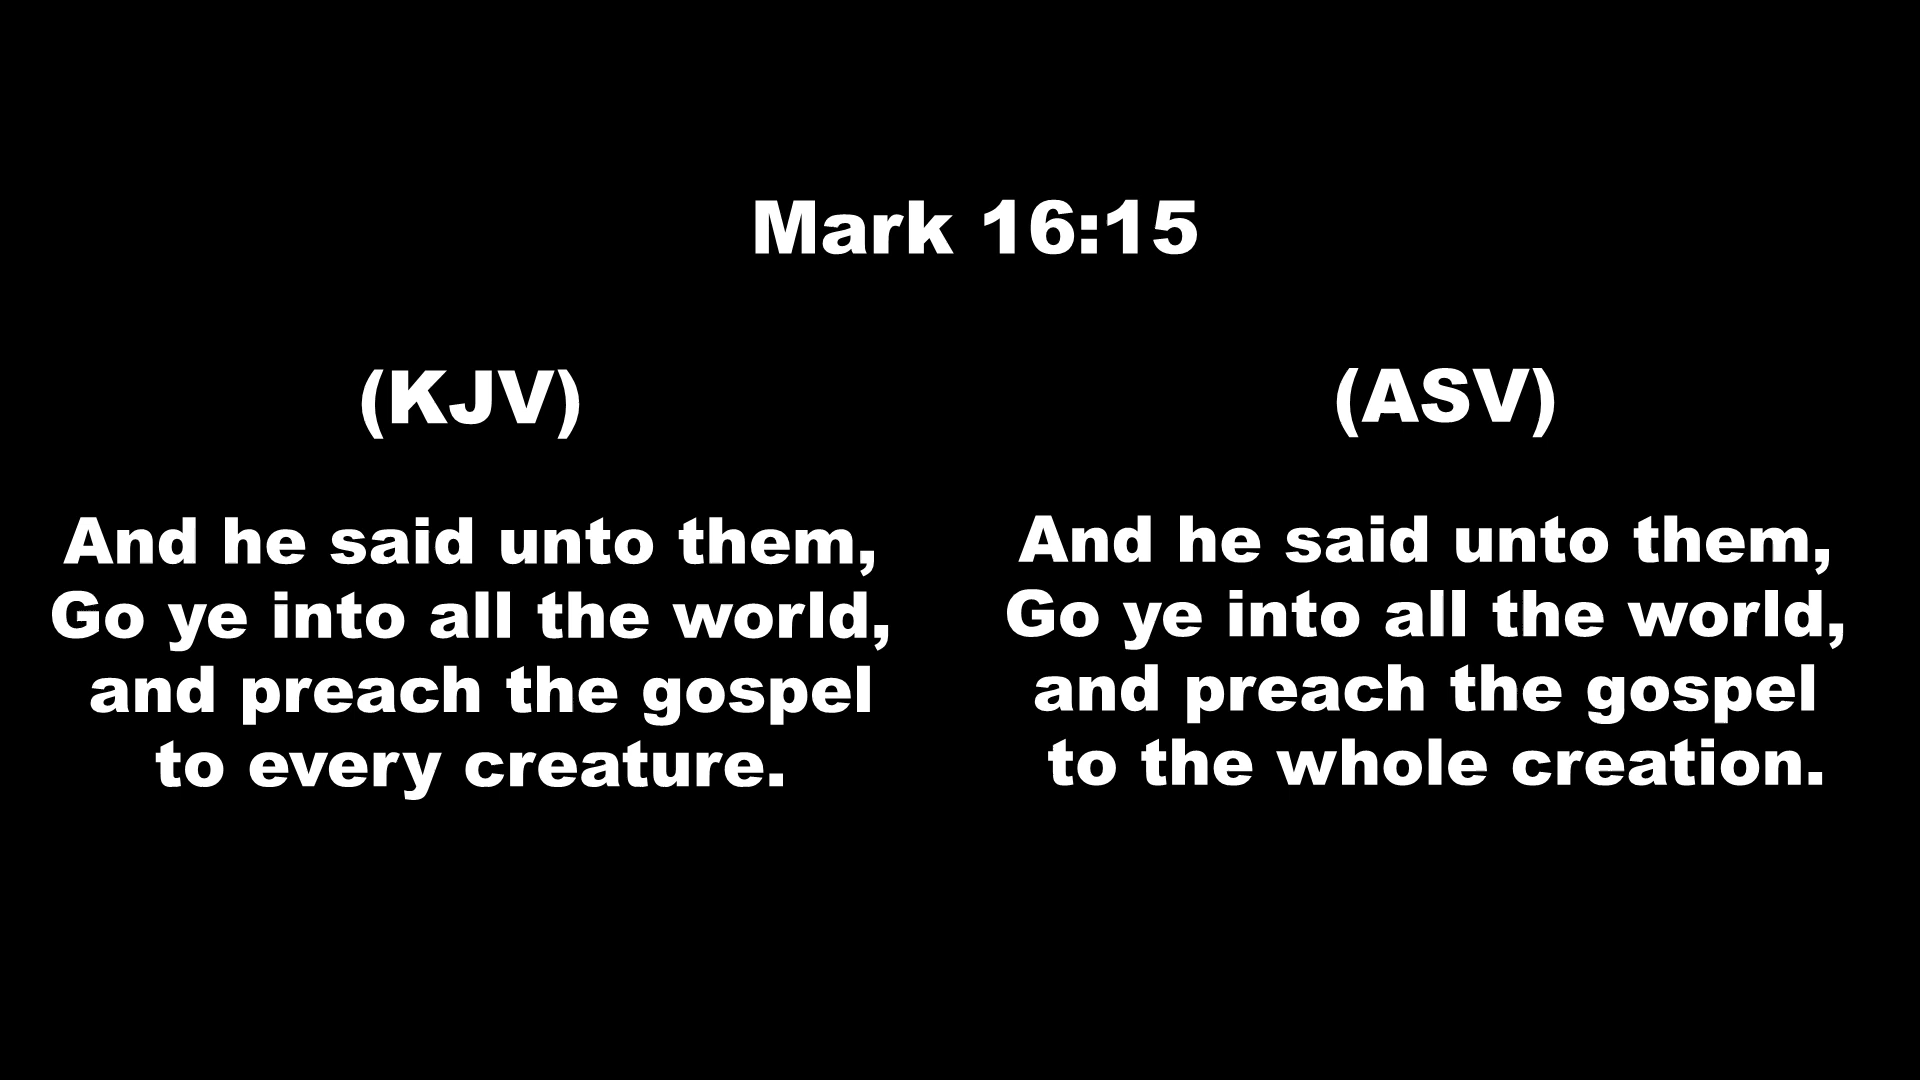 Mark 16:15
(KJV)
And he said unto them,
Go ye into all the world,
and preach the gospel
to every creature.
(ASV)
And he said unto them,
Go ye into all the world,
and preach the gospel
to the whole creation.